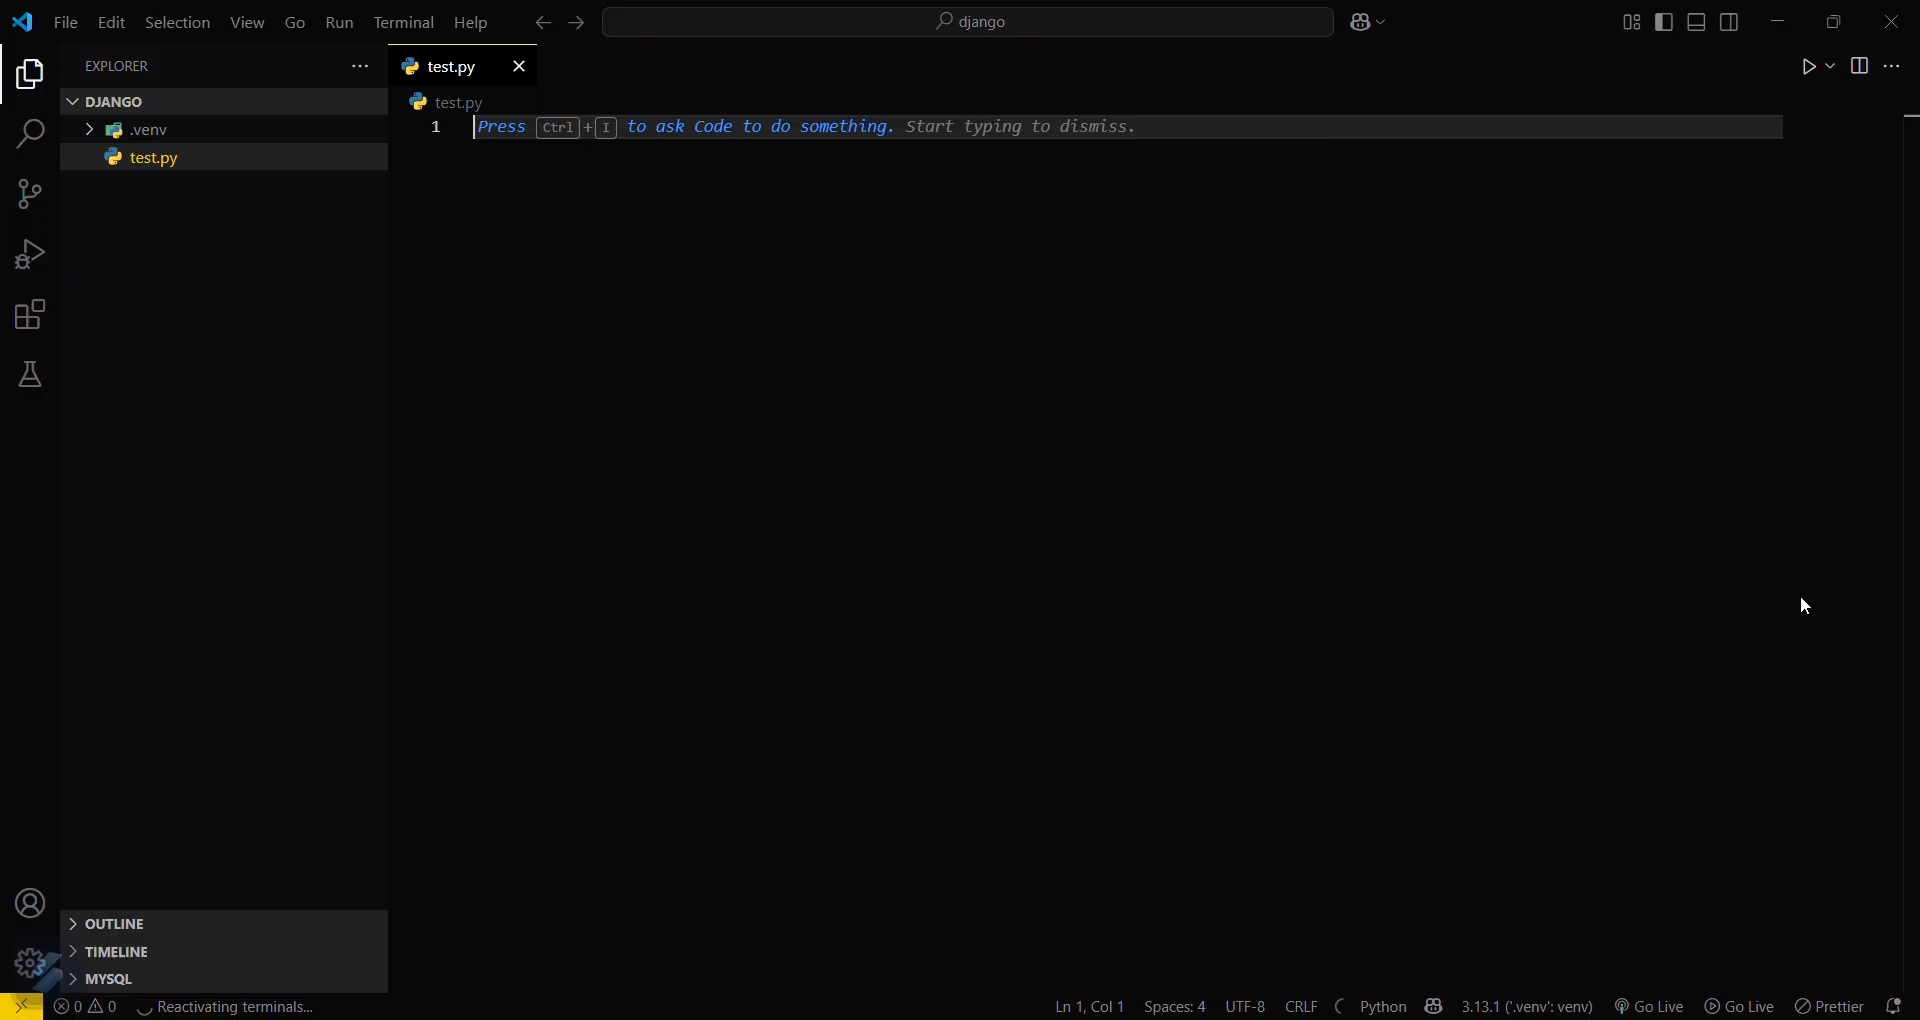 File Edit Selection View Go Run Terminal Help
django
EXPLORER
test.py
DJANGO
test.py
.venv
1 Press Ctrl+I to ask Code to do something. Start typing to dismiss.
test.py
OUTLINE
TIMELINE
MYSQL
0 0 Reactivating terminals... Ln 1, Col 1 Spaces: 4 UTF-8 CRLF Python 3.13.1 ('.venv': venv) Go Live Go Live Prettier